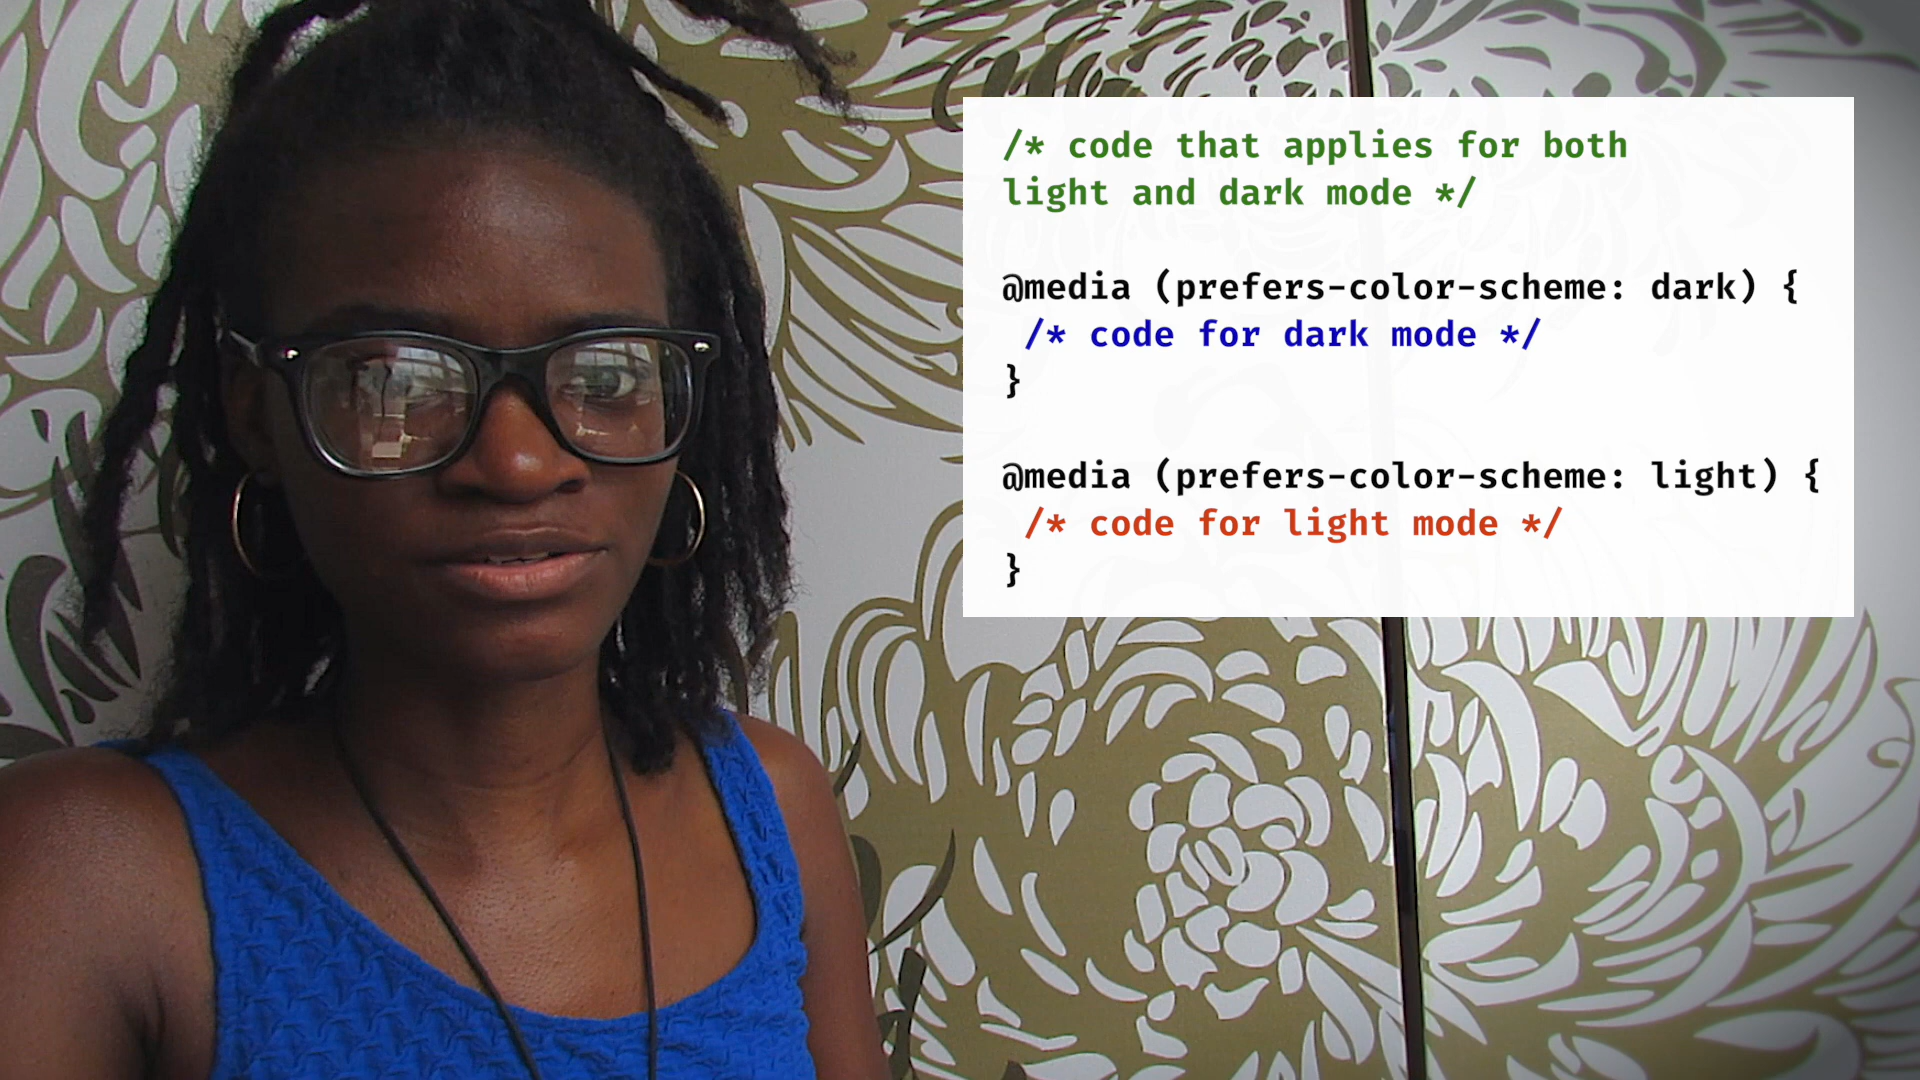 /* code that applies for both
light and dark mode */
@media (prefers-color-scheme: dark) {
/* code for dark mode */
}
@media (prefers-color-scheme: light) {
/* code for light mode */
}